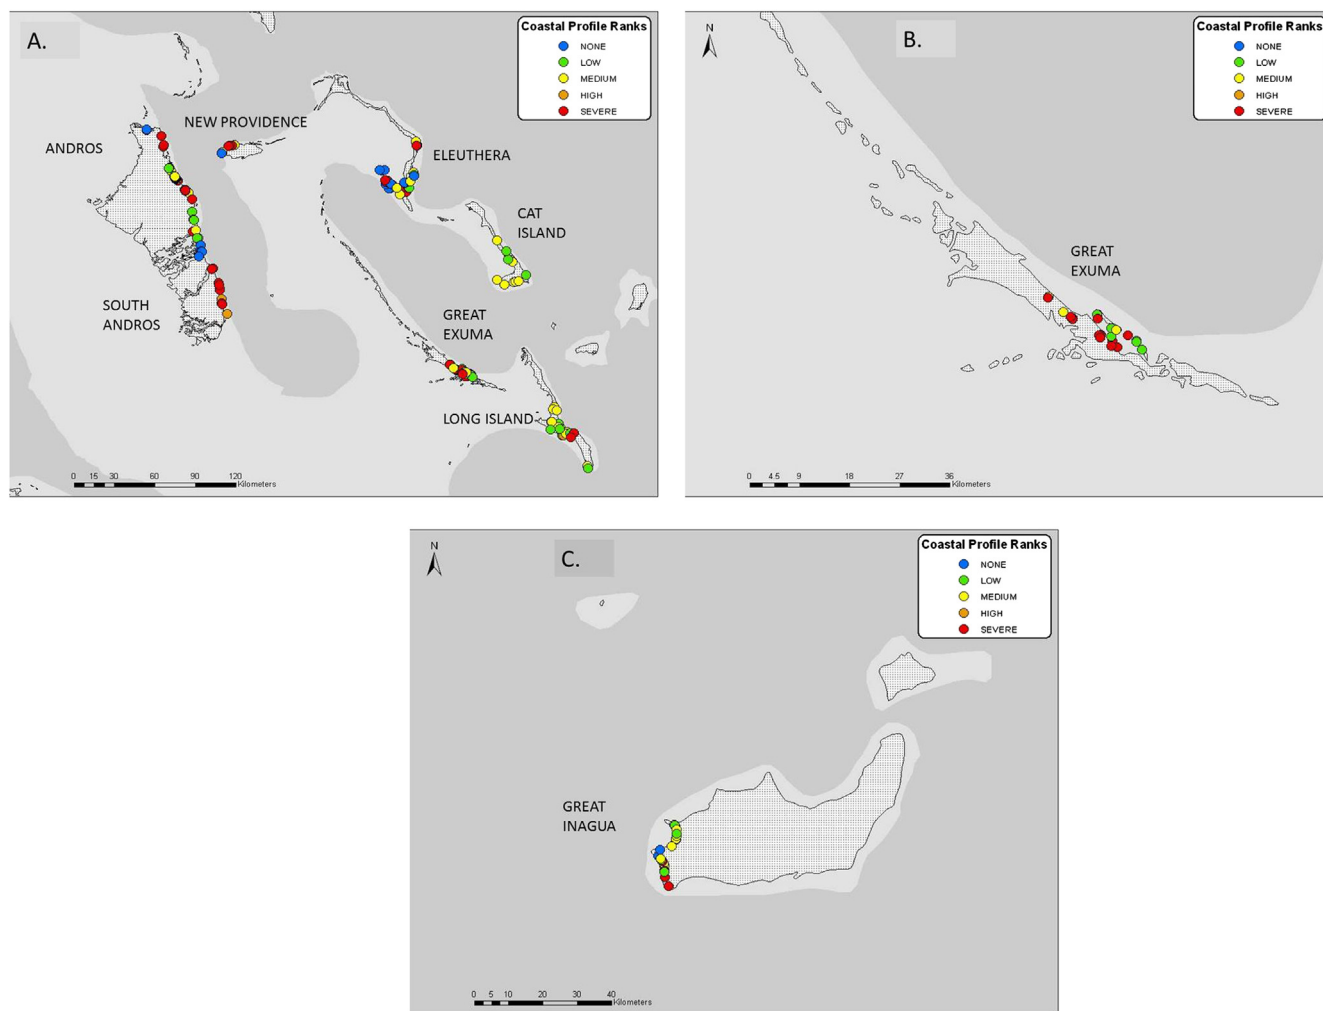 A.
Coastal Profile Ranks
NONE
LOW
MEDIUM
HIGH
SEVERE
NEW PROVIDENCE
ANDROS
ELEUTHERA
CAT
ISLAND
SOUTH
ANDROS
GREAT
EXUMA
LONG ISLAND
0 15 30 60 90 120
Kilometers
N
B.
Coastal Profile Ranks
NONE
LOW
MEDIUM
HIGH
SEVERE
GREAT
EXUMA
0 4.5 9 18 27 36
Kilometers
N
C.
Coastal Profile Ranks
NONE
LOW
MEDIUM
HIGH
SEVERE
GREAT
INAGUA
0 5 10 20 30 40
Kilometers